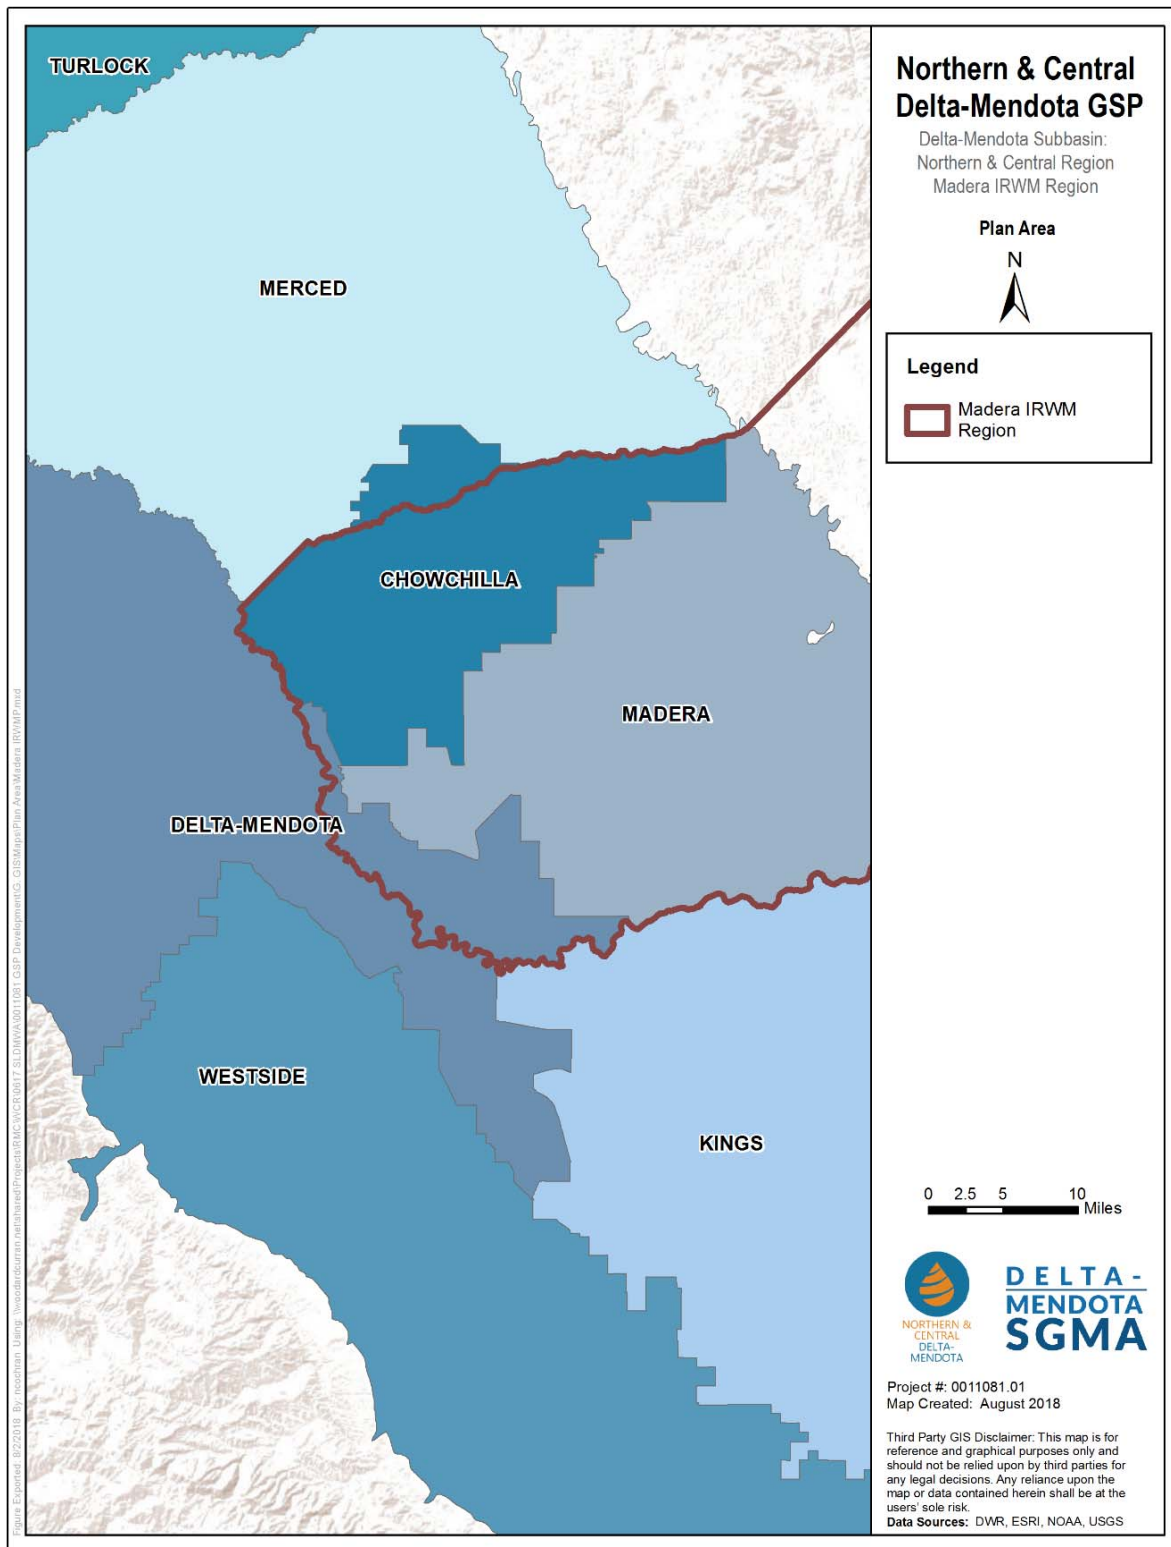 TURLOCK
MERCED
CHOWCHILLA
MADERA
DELTA-MENDOTA
WESTSIDE
KINGS
Northern & Central
Delta-Mendota GSP
Delta-Mendota Subbasin:
Northern & Central Region
Madera IRWM Region
Plan Area
N
Legend
Madera IRWM
Region
0 2.5 5 10
Miles
NORTHERN &
CENTRAL
DELTA-
MENDOTA
DELTA-
MENDOTA
SGMA
Project #: 0011081.01
Map Created: August 2018
Third Party GIS Disclaimer: This map is for
reference and graphical purposes only and
should not be relied upon by third parties for
any legal decisions. Any reliance upon the
map or data contained herein shall be at the
users' sole risk.
Data Sources: DWR, ESRI, NOAA, USGS